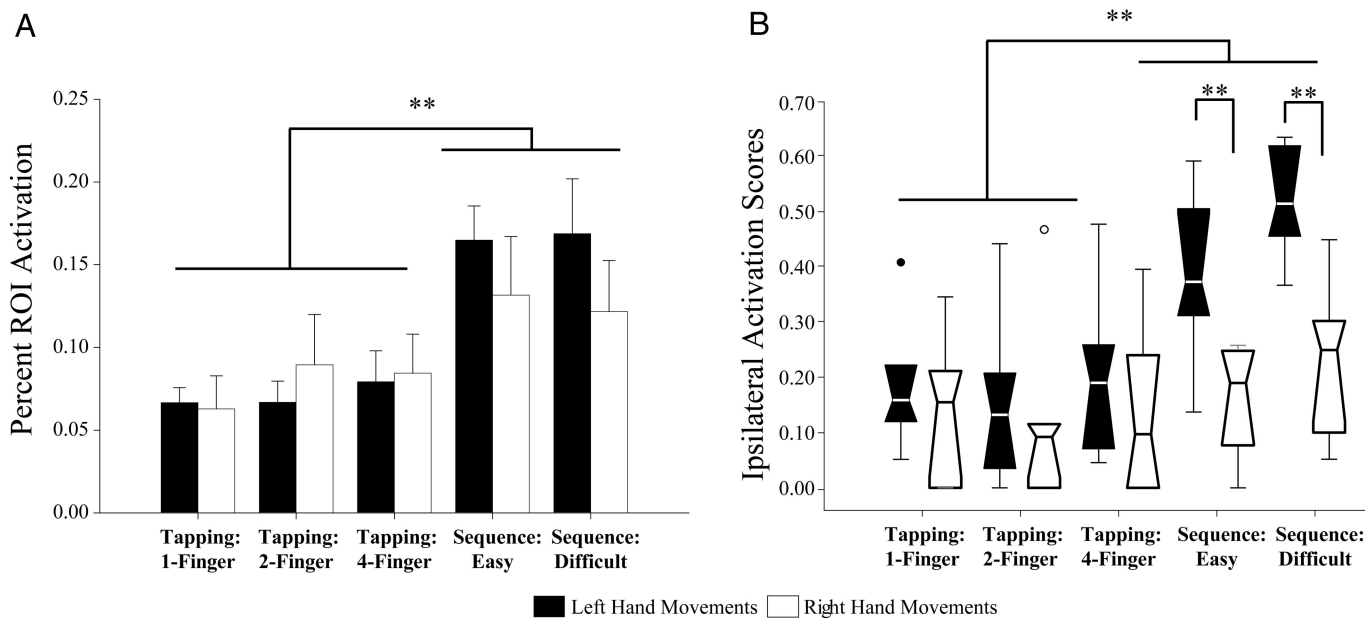 A
**
0.25
0.20
0.15
0.10
0.05
0.00
Percent ROI Activation
Tapping:
1-Finger
Tapping:
2-Finger
Tapping:
4-Finger
Sequence:
Easy
Sequence:
Difficult
B
**
**
**
0.70
0.60
0.50
0.40
0.30
0.20
0.10
0.00
Ipsilateral Activation Scores
Tapping:
1-Finger
Tapping:
2-Finger
Tapping:
4-Finger
Sequence:
Easy
Sequence:
Difficult
Left Hand Movements
Right Hand Movements